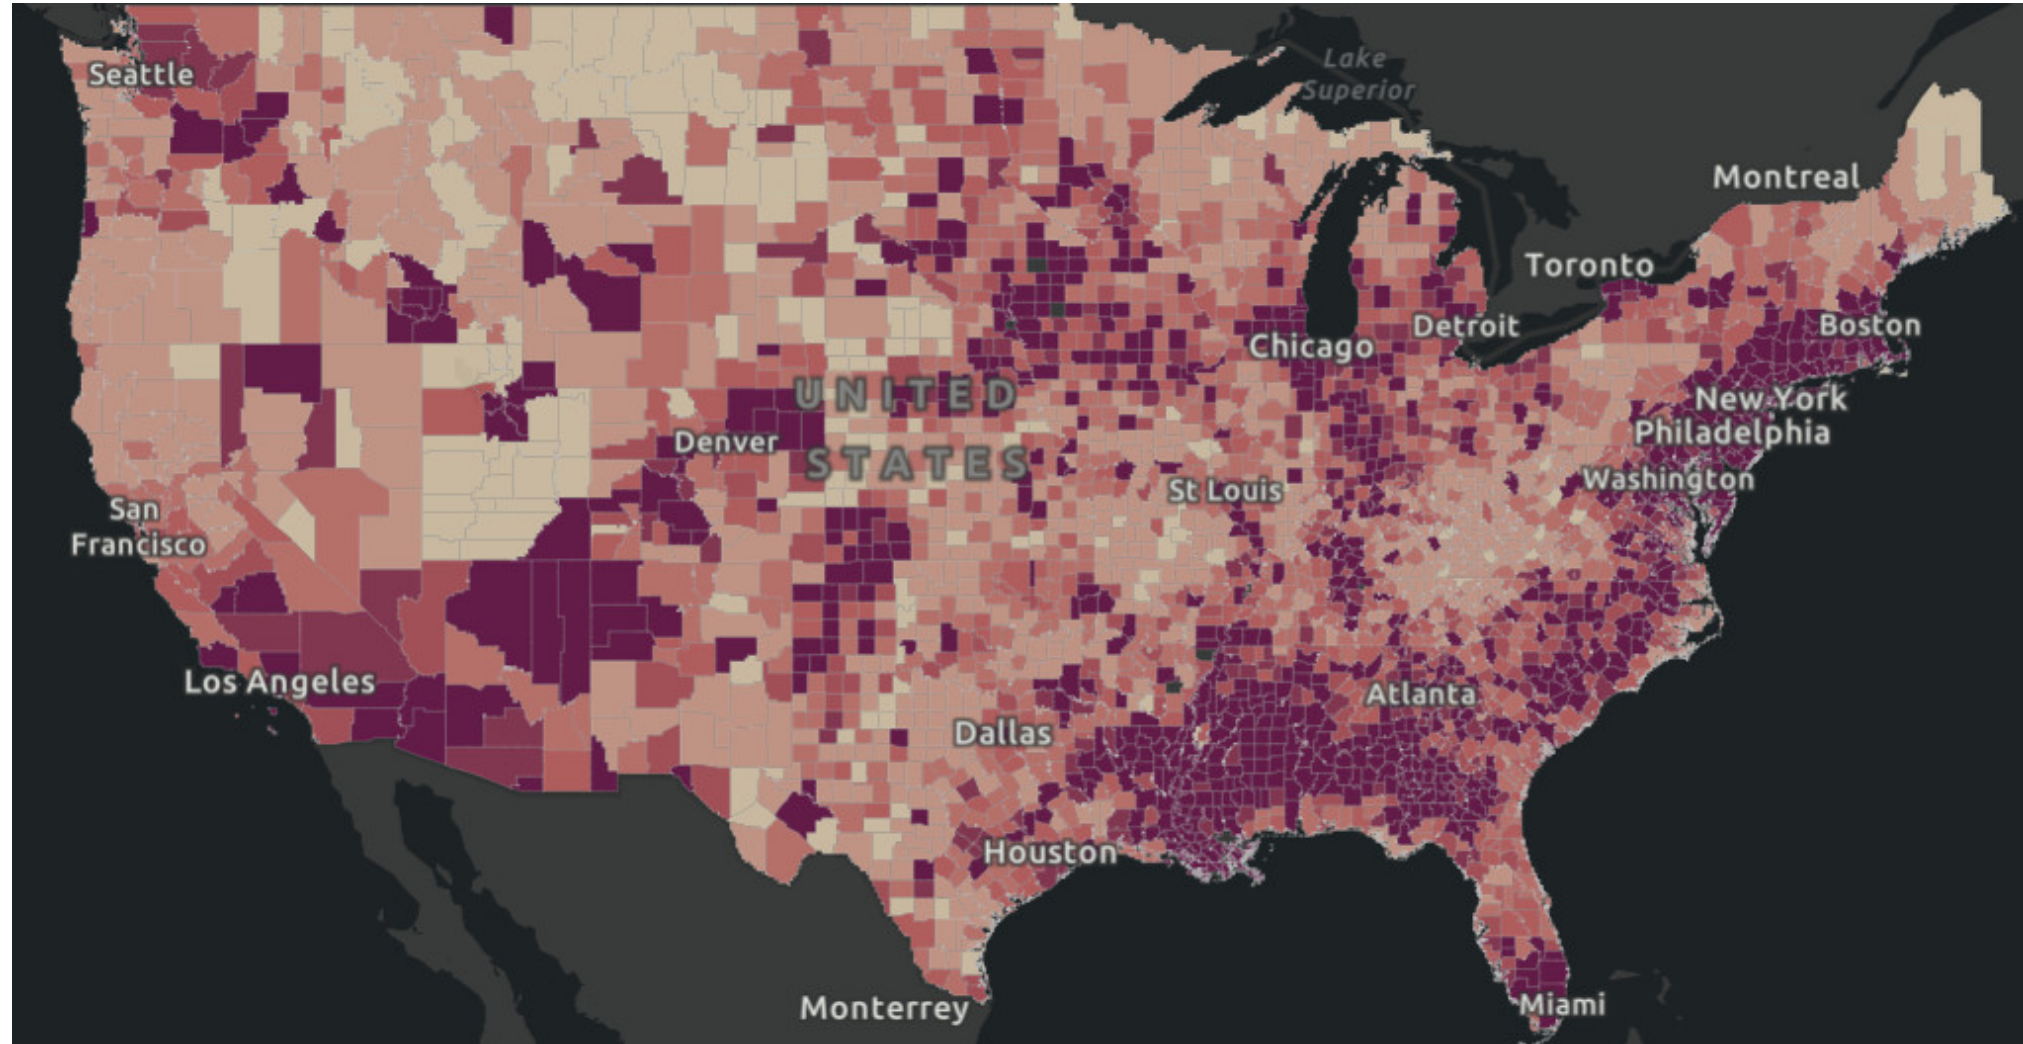 Seattle
Lake
Superior
Montreal
Toronto
Boston
Detroit
Chicago
New York
UNITED
Philadelphia
Denver
STATES
Washington
St Louis
San
Francisco
Los Angeles
Atlanta
Dallas
Houston
Monterrey
Miami